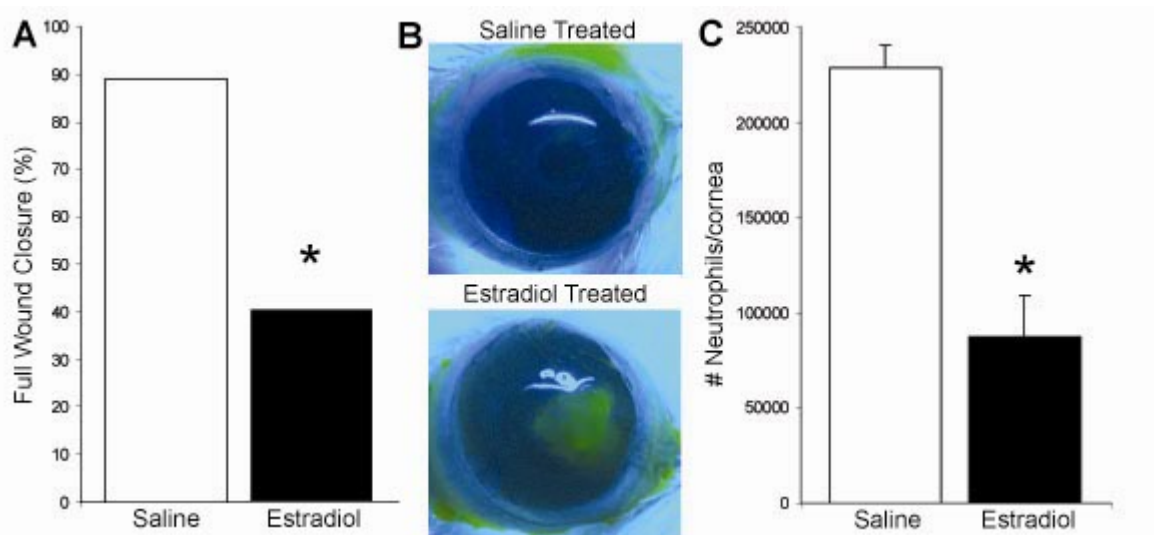 A
Full Wound Closure (%)
100
90
80
70
60
50
40
30
20
10
0
*
Saline
Estradiol
B
Saline Treated
Estradiol Treated
C
# Neutrophils/cornea
250000
200000
150000
100000
50000
0
*
Saline
Estradiol